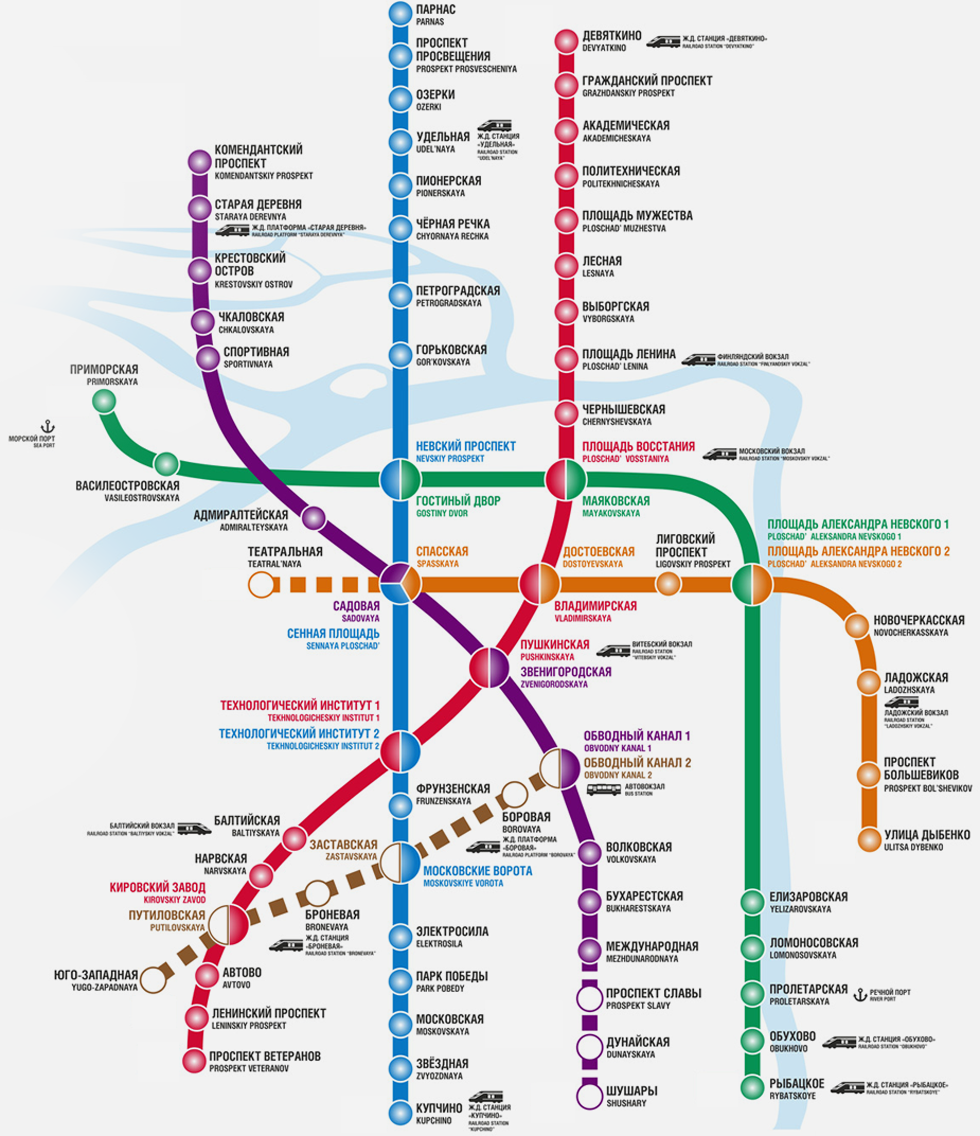 ПАРНАС
PARNAS
ПРОСПЕКТ
ПРОСВЕЩЕНИЯ
PROSPEKT PROSVESCHENIYA
ОЗЕРКИ
OZERKI
УДЕЛЬНАЯ
UDEL'NAYA
Ж.Д. СТАНЦИЯ
«УДЕЛЬНАЯ»
RAILROAD STATION
"UDEL'NAYA"
ПИОНЕРСКАЯ
PIONERSKAYA
ЧЁРНАЯ РЕЧКА
CHYORNAYA RECHKA
ПЕТРОГРАДСКАЯ
PETROGRADSKAYA
ГОРЬКОВСКАЯ
GOR'KOVSKAYA
ДЕВЯТКИНО
DEVYATKINO
Ж.Д. СТАНЦИЯ «ДЕВЯТКИНО»
RAILROAD STATION "DEVYATKINO"
ГРАЖДАНСКИЙ ПРОСПЕКТ
GRAZHDANSKIY PROSPEKT
АКАДЕМИЧЕСКАЯ
AKADEMICHESKAYA
ПОЛИТЕХНИЧЕСКАЯ
POLITEKHNICHESKAYA
ПЛОЩАДЬ МУЖЕСТВА
PLOSCHAD' MUZHESTVA
ЛЕСНАЯ
LESNAYA
ВЫБОРГСКАЯ
VYBORGSKAYA
ПЛОЩАДЬ ЛЕНИНА
PLOSCHAD' LENINA
ФИНЛЯНДСКИЙ ВОКЗАЛ
RAILROAD STATION "FINLYANDSKIY VOKZAL"
ЧЕРНЫШЕВСКАЯ
CHERNYSHEVSKAYA
КОМЕНДАНТСКИЙ
ПРОСПЕКТ
KOMENDANTSKIY PROSPEKT
СТАРАЯ ДЕРЕВНЯ
STARAYA DEREVNYA
Ж.Д. ПЛАТФОРМА «СТАРАЯ ДЕРЕВНЯ»
RAILROAD PLATFORM "STARAYA DEREVNYA"
КРЕСТОВСКИЙ
ОСТРОВ
KRESTOVSKIY OSTROV
ЧКАЛОВСКАЯ
CHKALOVSKAYA
СПОРТИВНАЯ
SPORTIVNAYA
ПРИМОРСКАЯ
PRIMORSKAYA
МОРСКОЙ ПОРТ
SEA PORT
ВАСИЛЕОСТРОВСКАЯ
VASILEOSTROVSKAYA
АДМИРАЛТЕЙСКАЯ
ADMIRALTEYSKAYA
НЕВСКИЙ ПРОСПЕКТ
NEVSKIY PROSPEKT
ГОСТИНЫЙ ДВОР
GOSTINY DVOR
ПЛОЩАДЬ ВОССТАНИЯ
PLOSCHAD' VOSSTANIYA
МОСКОВСКИЙ ВОКЗАЛ
RAILROAD STATION "MOSKOVSKIY VOKZAL"
МАЯКОВСКАЯ
MAYAKOVSKAYA
ТЕАТРАЛЬНАЯ
TEATRAL'NAYA
СПАССКАЯ
SPASSKAYA
САДОВАЯ
SADOVAYA
СЕННАЯ ПЛОЩАДЬ
SENNAYA PLOSCHAD'
ДОСТОЕВСКАЯ
DOSTOYEVSKAYA
ВЛАДИМИРСКАЯ
VLADIMIRSKAYA
ЛИГОВСКИЙ
ПРОСПЕКТ
LIGOVSKIY PROSPEKT
ПЛОЩАДЬ АЛЕКСАНДРА НЕВСКОГО 1
PLOSCHAD' ALEKSANDRA NEVSKOGO 1
ПЛОЩАДЬ АЛЕКСАНДРА НЕВСКОГО 2
PLOSCHAD' ALEKSANDRA NEVSKOGO 2
НОВОЧЕРКАССКАЯ
NOVOCHERKASSKAYA
ЛАДОЖСКАЯ
LADOZHSKAYA
ЛАДОЖСКИЙ ВОКЗАЛ
RAILROAD STATION
"LADOZHSKIY VOKZAL"
ПРОСПЕКТ
БОЛЬШЕВИКОВ
PROSPEKT BOL'SHEVIKOV
УЛИЦА ДЫБЕНКО
ULITSA DYBENKO
ПУШКИНСКАЯ
PUSHKINSKAYA
ВИТЕБСКИЙ ВОКЗАЛ
RAILROAD STATION
"VITEBSKIY VOKZAL"
ЗВЕНИГОРОДСКАЯ
ZVENIGORODSKAYA
ТЕХНОЛОГИЧЕСКИЙ ИНСТИТУТ 1
TEKHNOLOGICHESKIY INSTITUT 1
ТЕХНОЛОГИЧЕСКИЙ ИНСТИТУТ 2
TEKHNOLOGICHESKIY INSTITUT 2
ОБВОДНЫЙ КАНАЛ 1
OBVODNY KANAL 1
ОБВОДНЫЙ КАНАЛ 2
OBVODNY KANAL 2
АВТОВОКЗАЛ
BUS STATION
ФРУНЗЕНСКАЯ
FRUNZENSKAYA
БОРОВАЯ
BOROVAYA
Ж.Д. ПЛАТФОРМА
«БОРОВАЯ»
RAILROAD PLATFORM "BOROVAYA"
БАЛТИЙСКИЙ ВОКЗАЛ
RAILROAD STATION "BALTIYSKIY VOKZAL"
БАЛТИЙСКАЯ
BALTIYSKAYA
ЗАСТАВСКАЯ
ZASTAVSKAYA
МОСКОВСКИЕ ВОРОТА
MOSKOVSKIYE VOROTA
НАРВСКАЯ
NARVSKAYA
КИРОВСКИЙ ЗАВОД
KIROVSKIY ZAVOD
ПУТИЛОВСКАЯ
PUTILOVSKAYA
БРОНЕВАЯ
BRONEVAYA
Ж.Д. СТАНЦИЯ
«БРОНЕВАЯ»
RAILROAD STATION "BRONEVAYA"
ЮГО-ЗАПАДНАЯ
YUGO-ZAPADNAYA
АВТОВО
AVTOVO
ЛЕНИНСКИЙ ПРОСПЕКТ
LENINSKIY PROSPEKT
ПРОСПЕКТ ВЕТЕРАНОВ
PROSPEKT VETERANOV
ЭЛЕКТРОСИЛА
ELEKTROSILA
ПАРК ПОБЕДЫ
PARK POBEDY
МОСКОВСКАЯ
MOSKOVSKAYA
ЗВЁЗДНАЯ
ZVYOZDNAYA
КУПЧИНО
KUPCHINO
Ж.Д. СТАНЦИЯ
«КУПЧИНО»
RAILROAD STATION
"KUPCHINO"
ВОЛКОВСКАЯ
VOLKOVSKAYA
БУХАРЕСТСКАЯ
BUKHARESTSKAYA
МЕЖДУНАРОДНАЯ
MEZHDUNARODNAYA
ПРОСПЕКТ СЛАВЫ
PROSPEKT SLAVY
ДУНАЙСКАЯ
DUNAYSKAYA
ШУШАРЫ
SHUSHARY
ЕЛИЗАРОВСКАЯ
YELIZAROVSKAYA
ЛОМОНОСОВСКАЯ
LOMONOSOVSKAYA
ПРОЛЕТАРСКАЯ
PROLETARSKAYA
РЕЧНОЙ ПОРТ
RIVER PORT
ОБУХОВО
OBUKHOVO
Ж.Д. СТАНЦИЯ «ОБУХОВО»
RAILROAD STATION "OBUKHOVO"
РЫБАЦКОЕ
RYBATSKOYE
Ж.Д. СТАНЦИЯ «РЫБАЦКОЕ»
RAILROAD STATION "RYBATSKOYE"